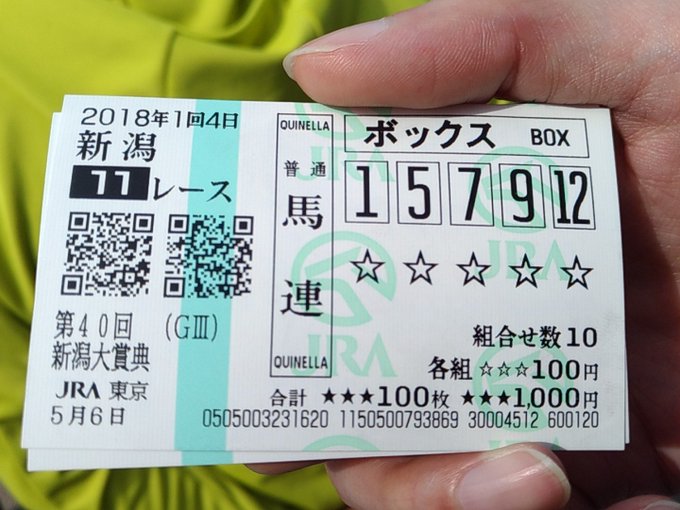 2018年1回4日
新潟
11レース
第40回 (GⅢ)
新潟大賞典
JRA 東京
5月6日
QUINELLA
普通
馬
連
QUINELLA
ボックス BOX
1 5 7 9 12
☆ ☆ ☆ ☆ ☆
組合せ数10
各組 ☆☆☆100円
合計 ★★★100枚 ★★★1,000円
0505003231620 1150500793869 30004512 600120
JRA
JRA
JRA